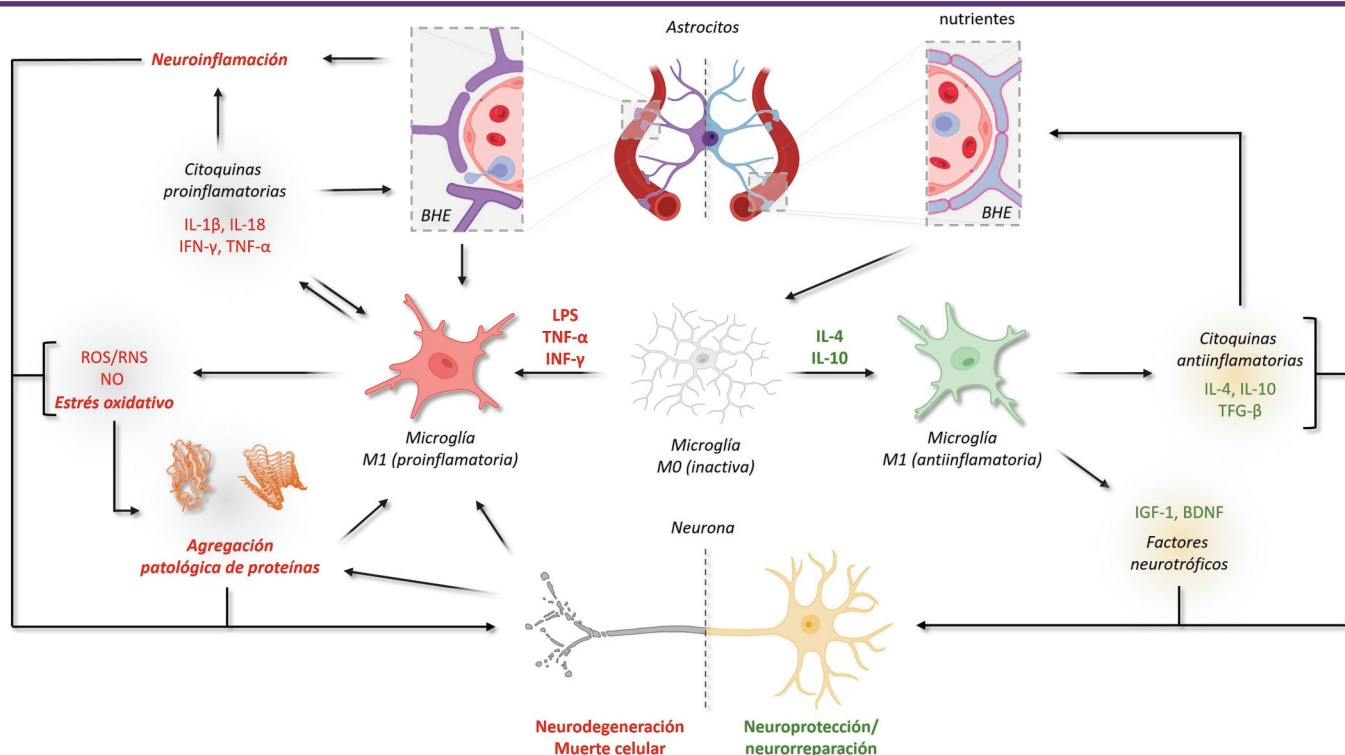 nutrientes
Astrocitos
Neuroinflamación
Citoquinas
proinflamatorias
IL-1β, IL-18
IFN-γ, TNF-α
BHE
BHE
LPS
TNF-α
INF-γ
IL-4
IL-10
Citoquinas
antiinflamatorias
IL-4, IL-10
TFG-β
ROS/RNS
NO
Estrés oxidativo
Microglía
M1 (proinflamatoria)
Microglía
M0 (inactiva)
Microglía
M1 (antiinflamatoria)
Agregación
patológica de proteínas
Neurona
IGF-1, BDNF
Factores
neurotróficos
Neurodegeneración
Muerte celular
Neuroprotección/
neurorreparación